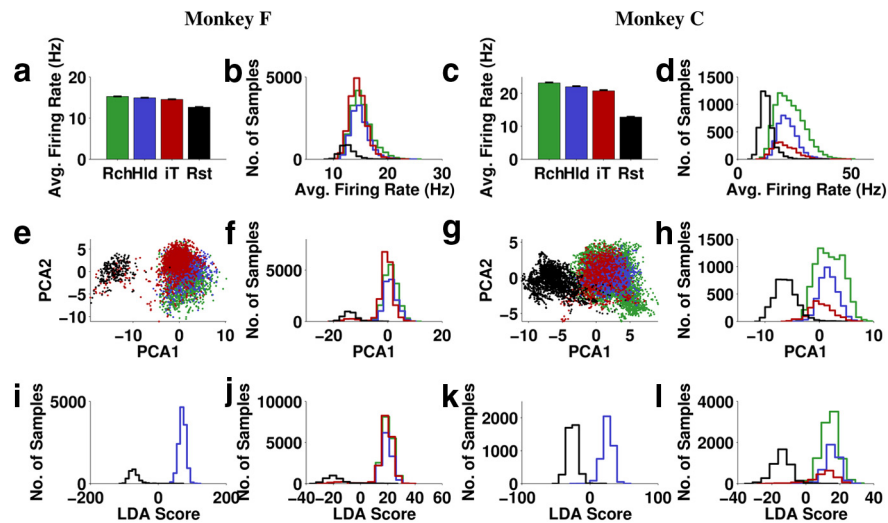 Monkey F
Monkey C
a
Avg. Firing Rate (Hz)
20
10
0
Rch Hld iT Rst
b
No. of Samples
5000
0
10 20 30
Avg. Firing Rate (Hz)
c
Avg. Firing Rate (Hz)
20
10
0
Rch Hld iT Rst
d
No. of Samples
1500
1000
500
0
0 50
Avg. Firing Rate (Hz)
e
PCA2
5
0
−5
−10
−10 0 10
PCA1
f
No. of Samples
5000
0
−20 0 20
PCA1
g
PCA2
5
0
−5
−10 −5 0 5
PCA1
h
No. of Samples
1500
1000
500
0
−10 0 10
PCA1
i
No. of Samples
5000
0
−200 0 200
LDA Score
j
No. of Samples
10000
5000
0
−40 −20 0 20 40 60
LDA Score
k
No. of Samples
2000
1000
0
−100 0 100
LDA Score
l
No. of Samples
4000
2000
0
−40 −20 0 20 40
LDA Score